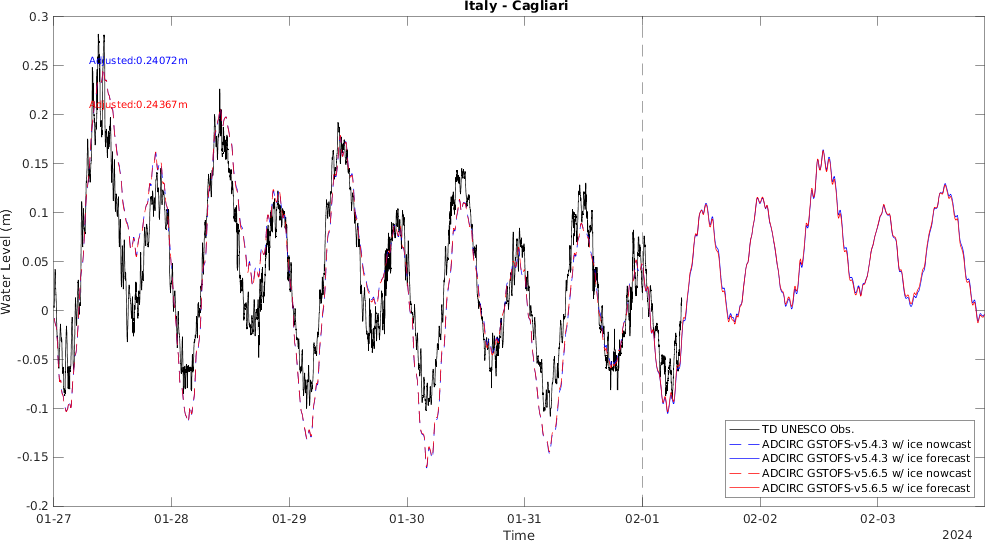 Italy - Cagliari
0.3
0.25
0.2
0.15
0.1
0.05
0
-0.05
-0.1
-0.15
-0.2
Water Level (m)
Adjusted:0.24072m
Adjusted:0.24367m
TD UNESCO Obs.
ADCIRC GSTOFS-v5.4.3 w/ ice nowcast
ADCIRC GSTOFS-v5.4.3 w/ ice forecast
ADCIRC GSTOFS-v5.6.5 w/ ice nowcast
ADCIRC GSTOFS-v5.6.5 w/ ice forecast
01-27 01-28 01-29 01-30 01-31 02-01 02-02 02-03
Time
2024